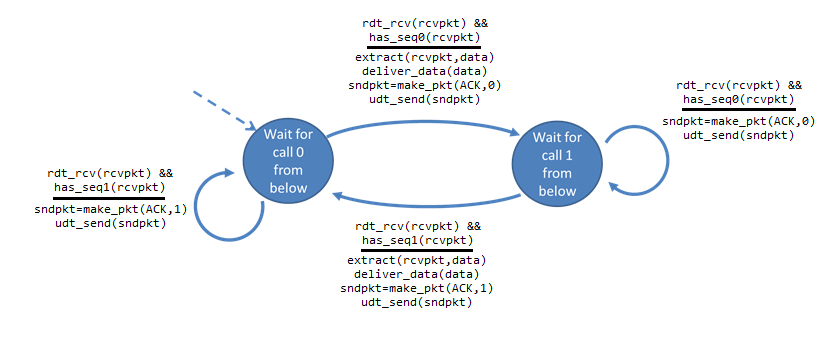 rdt_rcv(rcvpkt) &&
has_seq0(rcvpkt)
extract(rcvpkt,data)
deliver_data(data)
sndpkt=make_pkt(ACK,0)
udt_send(sndpkt)
rdt_rcv(rcvpkt) &&
has_seq0(rcvpkt)
sndpkt=make_pkt(ACK,0)
udt_send(sndpkt)
Wait for
call 0
from
below
Wait for
call 1
from
below
rdt_rcv(rcvpkt) &&
has_seq1(rcvpkt)
sndpkt=make_pkt(ACK,1)
udt_send(sndpkt)
rdt_rcv(rcvpkt) &&
has_seq1(rcvpkt)
extract(rcvpkt,data)
deliver_data(data)
sndpkt=make_pkt(ACK,1)
udt_send(sndpkt)